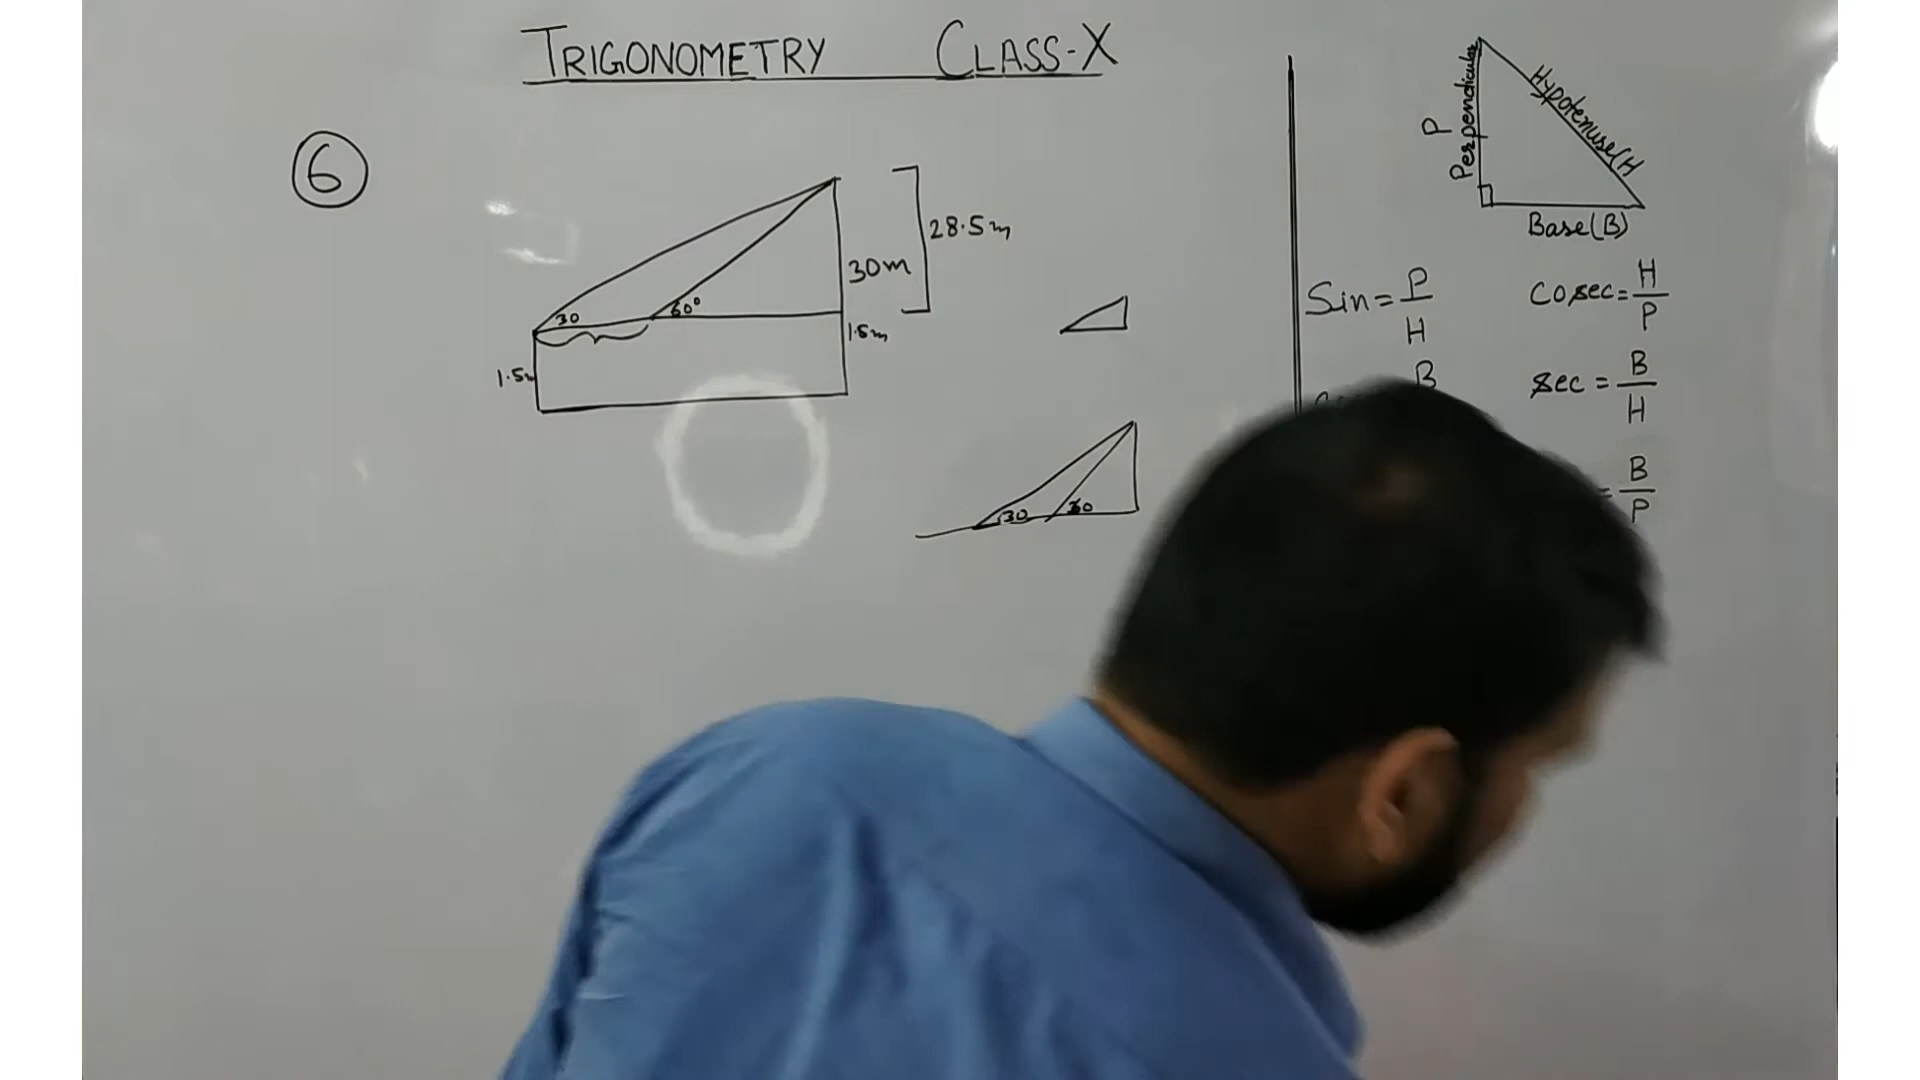 TRIGONOMETRY CLASS-X
6
28.5m
30m
30
60°
1.5m
1.5m
30
30
P
Perpendicular
Hypotenuse(H
Base(B)
Sin = P/H
Cosec = H/P
B
sec = B/H
= B/P